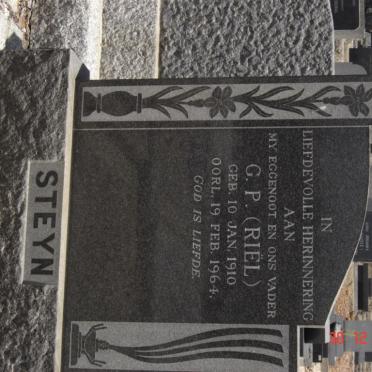 IN
LIEFDEVOLLE HERINNERING
AAN
MY EGGENOOT EN ONS VADER
G. P. (RIËL)
GEB. 10 JAN. 1910
OORL. 19 FEB. 1964.
GOD IS LIEFDE.
STEYN